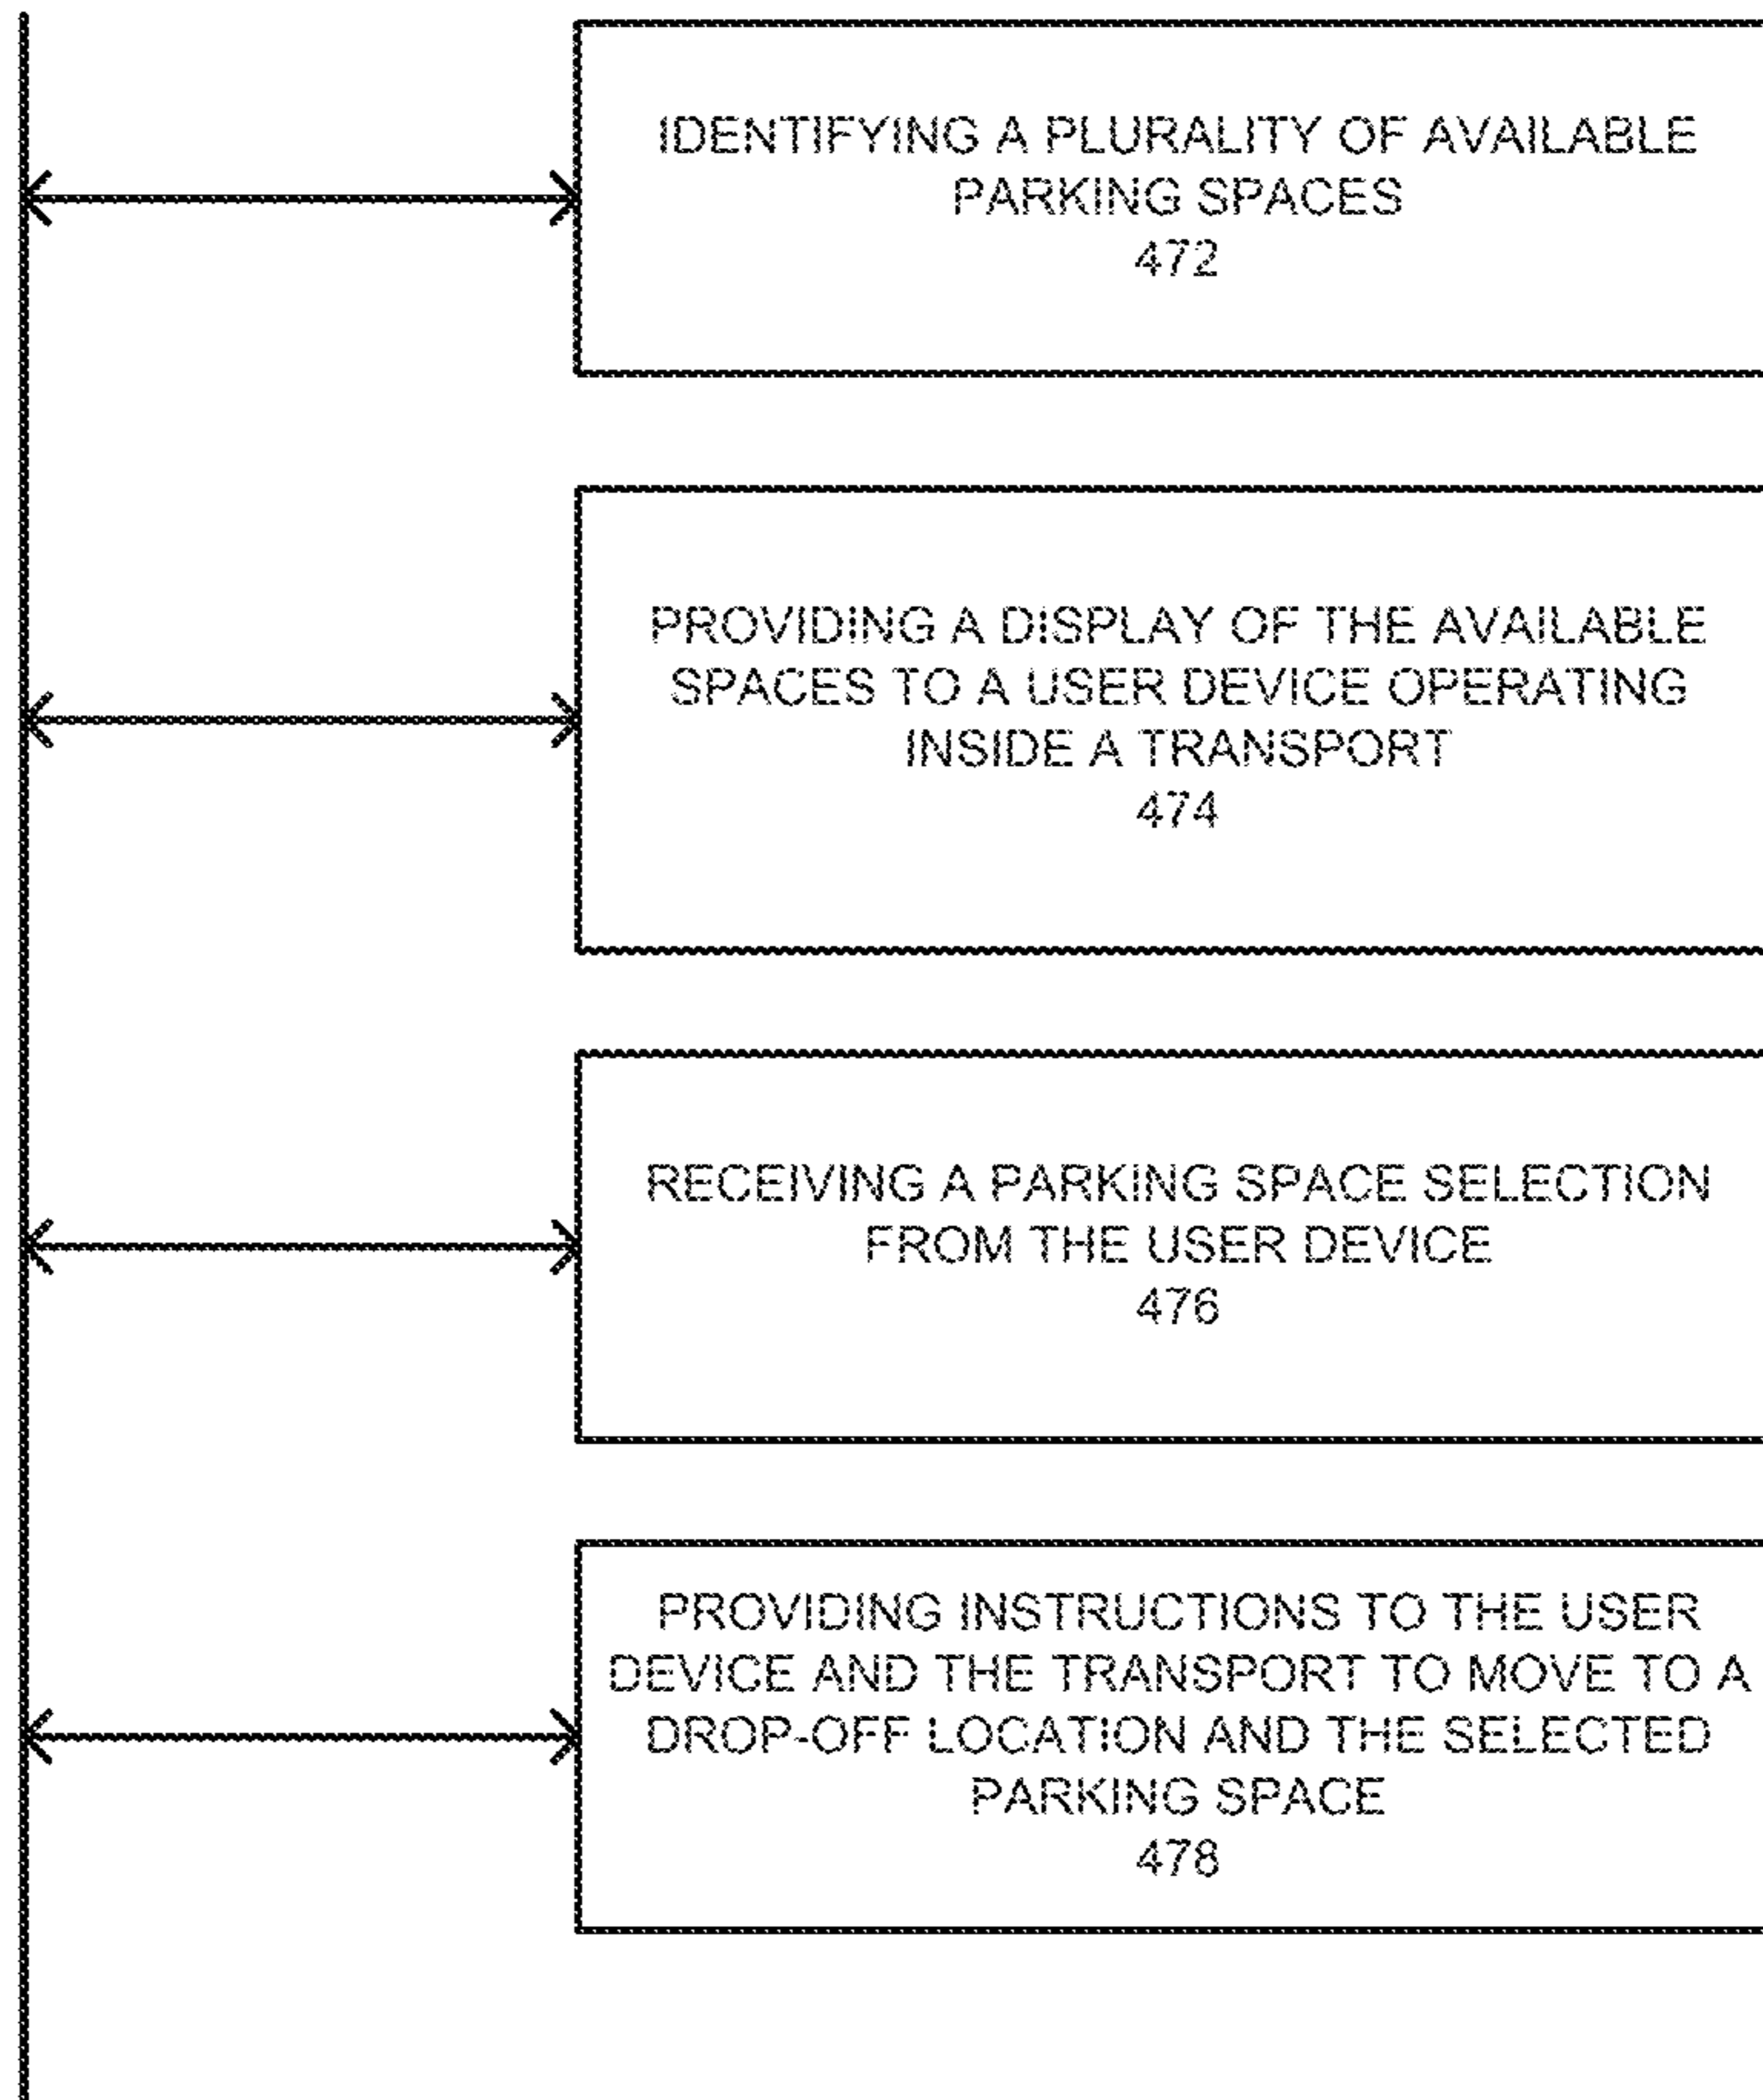 IDENTIFYING A PLURALITY OF AVAILABLE
PARKING SPACES
472
PROVIDING A DISPLAY OF THE AVAILABLE
SPACES TO A USER DEVICE OPERATING
INSIDE A TRANSPORT
474
RECEIVING A PARKING SPACE SELECTION
FROM THE USER DEVICE
476
PROVIDING INSTRUCTIONS TO THE USER
DEVICE AND THE TRANSPORT TO MOVE TO A
DROP-OFF LOCATION AND THE SELECTED
PARKING SPACE
478